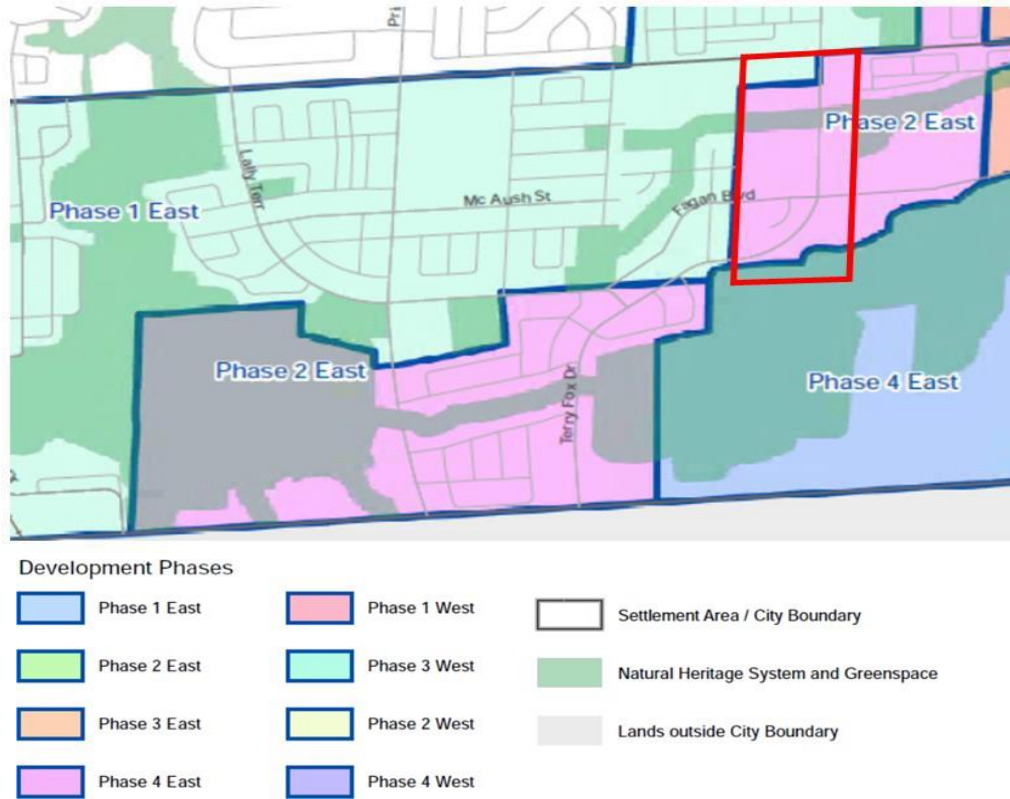 Pri
Phase 2 East
Lally Terr
Mc Aush St
Fagan Blvd
Phase 1 East
Phase 2 East
Phase 4 East
Terry Fox Dr
Development Phases
Phase 1 East
Phase 1 West
Settlement Area / City Boundary
Phase 2 East
Phase 3 West
Natural Heritage System and Greenspace
Phase 3 East
Phase 2 West
Lands outside City Boundary
Phase 4 East
Phase 4 West